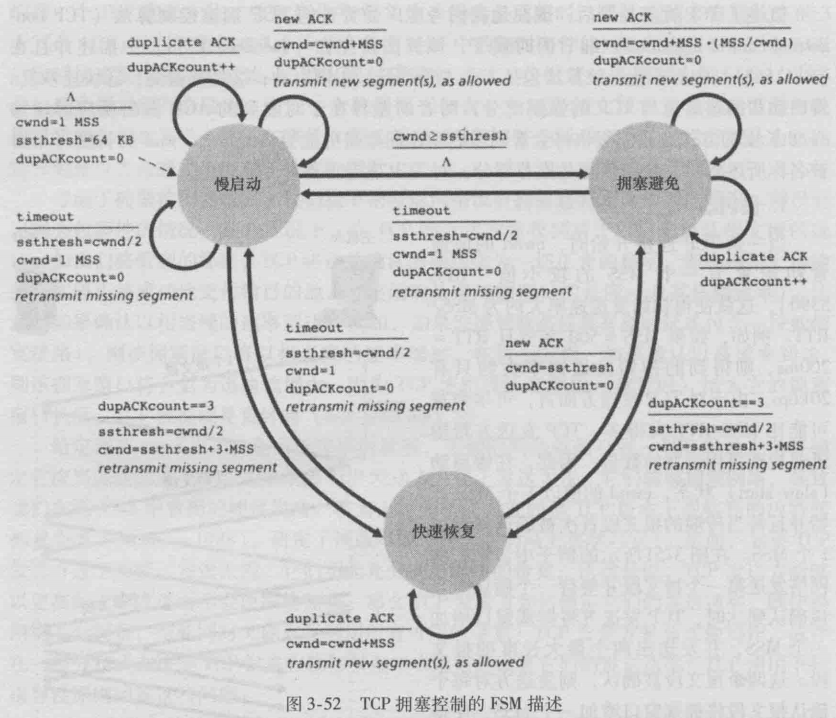 new ACK
cwnd=cwnd+MSS
dupACKcount=0
transmit new segment(s), as allowed
new ACK
cwnd=cwnd+MSS·(MSS/cwnd)
dupACKcount=0
transmit new segment(s), as allowed
duplicate ACK
dupACKcount++
Λ
cwnd=1 MSS
ssthresh=64 KB
dupACKcount=0
cwnd≥ssthresh
Λ
慢启动
拥塞避免
timeout
ssthresh=cwnd/2
cwnd=1 MSS
dupACKcount=0
retransmit missing segment
timeout
ssthresh=cwnd/2
cwnd=1 MSS
dupACKcount=0
retransmit missing segment
duplicate ACK
dupACKcount++
timeout
ssthresh=cwnd/2
cwnd=1
dupACKcount=0
retransmit missing segment
new ACK
cwnd=ssthresh
dupACKcount=0
dupACKcount==3
ssthresh=cwnd/2
cwnd=ssthresh+3·MSS
retransmit missing segment
dupACKcount==3
ssthresh=cwnd/2
cwnd=ssthresh+3·MSS
retransmit missing segment
快速恢复
duplicate ACK
cwnd=cwnd+MSS
transmit new segment(s), as allowed
图 3-52 TCP 拥塞控制的 FSM 描述